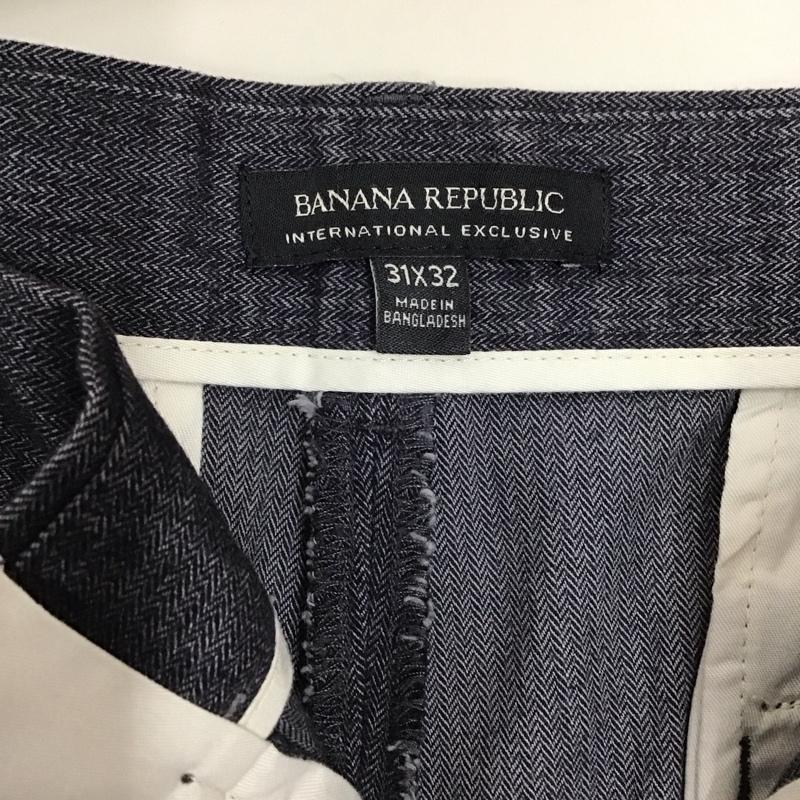 BANANA REPUBLIC
INTERNATIONAL EXCLUSIVE
31X32
MADE IN
BANGLADESH